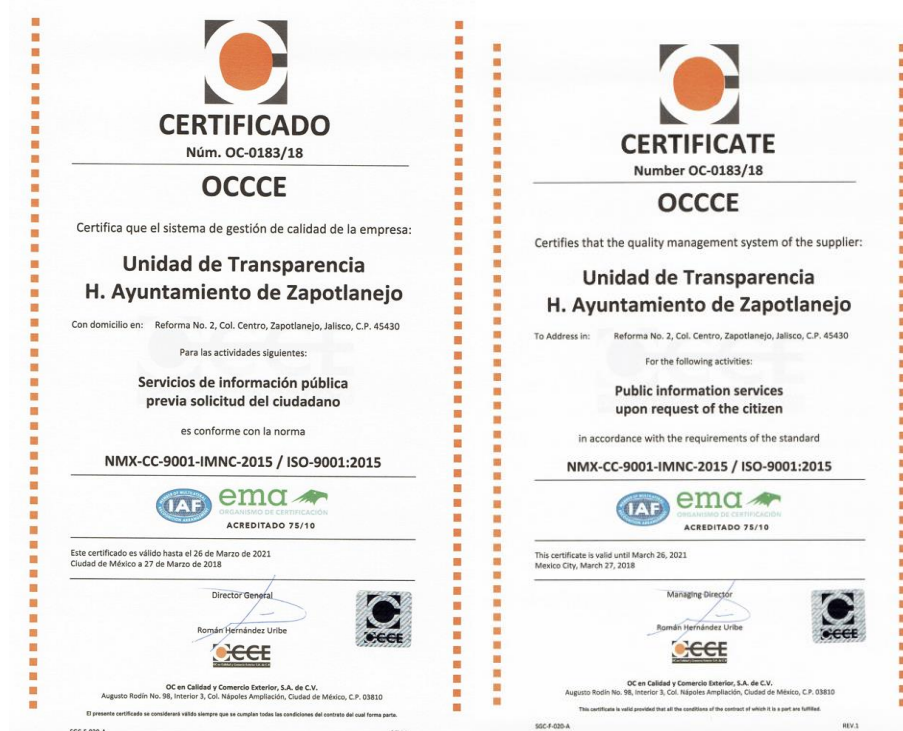 CERTIFICADO
Núm. OC-0183/18
OCCCE
Certifica que el sistema de gestión de calidad de la empresa:
Unidad de Transparencia
H. Ayuntamiento de Zapotlanejo
Con domicilio en: Reforma No. 2, Col. Centro, Zapotlanejo, Jalisco, C.P. 45430
Para las actividades siguientes:
Servicios de información pública
previa solicitud del ciudadano
es conforme con la norma
NMX-CC-9001-IMNC-2015 / ISO-9001:2015
IAF
ema
ORGANISMO DE CERTIFICACIÓN
ACREDITADO 75/10
Este certificado es válido hasta el 26 de Marzo de 2021
Ciudad de México a 27 de Marzo de 2018
Director General
Román Hernández Uribe
OC en Calidad y Comercio Exterior, S.A. de C.V.
Augusto Rodin No. 98, Interior 3, Col. Nápoles Ampliación, Ciudad de México, C.P. 03810
El presente certificado se considerará válido siempre que se cumplan todas las condiciones del contrato del cual forma parte.
SGC-F-020-A
CERTIFICATE
Number OC-0183/18
OCCCE
Certifies that the quality management system of the supplier:
Unidad de Transparencia
H. Ayuntamiento de Zapotlanejo
To Address in: Reforma No. 2, Col. Centro, Zapotlanejo, Jalisco, C.P. 45430
For the following activities:
Public information services
upon request of the citizen
in accordance with the requirements of the standard
NMX-CC-9001-IMNC-2015 / ISO-9001:2015
IAF
ema
ORGANISMO DE CERTIFICACIÓN
ACREDITADO 75/10
This certificate is valid until March 26, 2021
Mexico City, March 27, 2018
Managing Director
Román Hernández Uribe
OC en Calidad y Comercio Exterior, S.A. de C.V.
Augusto Rodin No. 98, Interior 3, Col. Nápoles Ampliación, Ciudad de México, C.P. 03810
This certificate is valid provided that all the conditions of the contract of which it is a part are fulfilled.
SGC-F-020-A REV.1